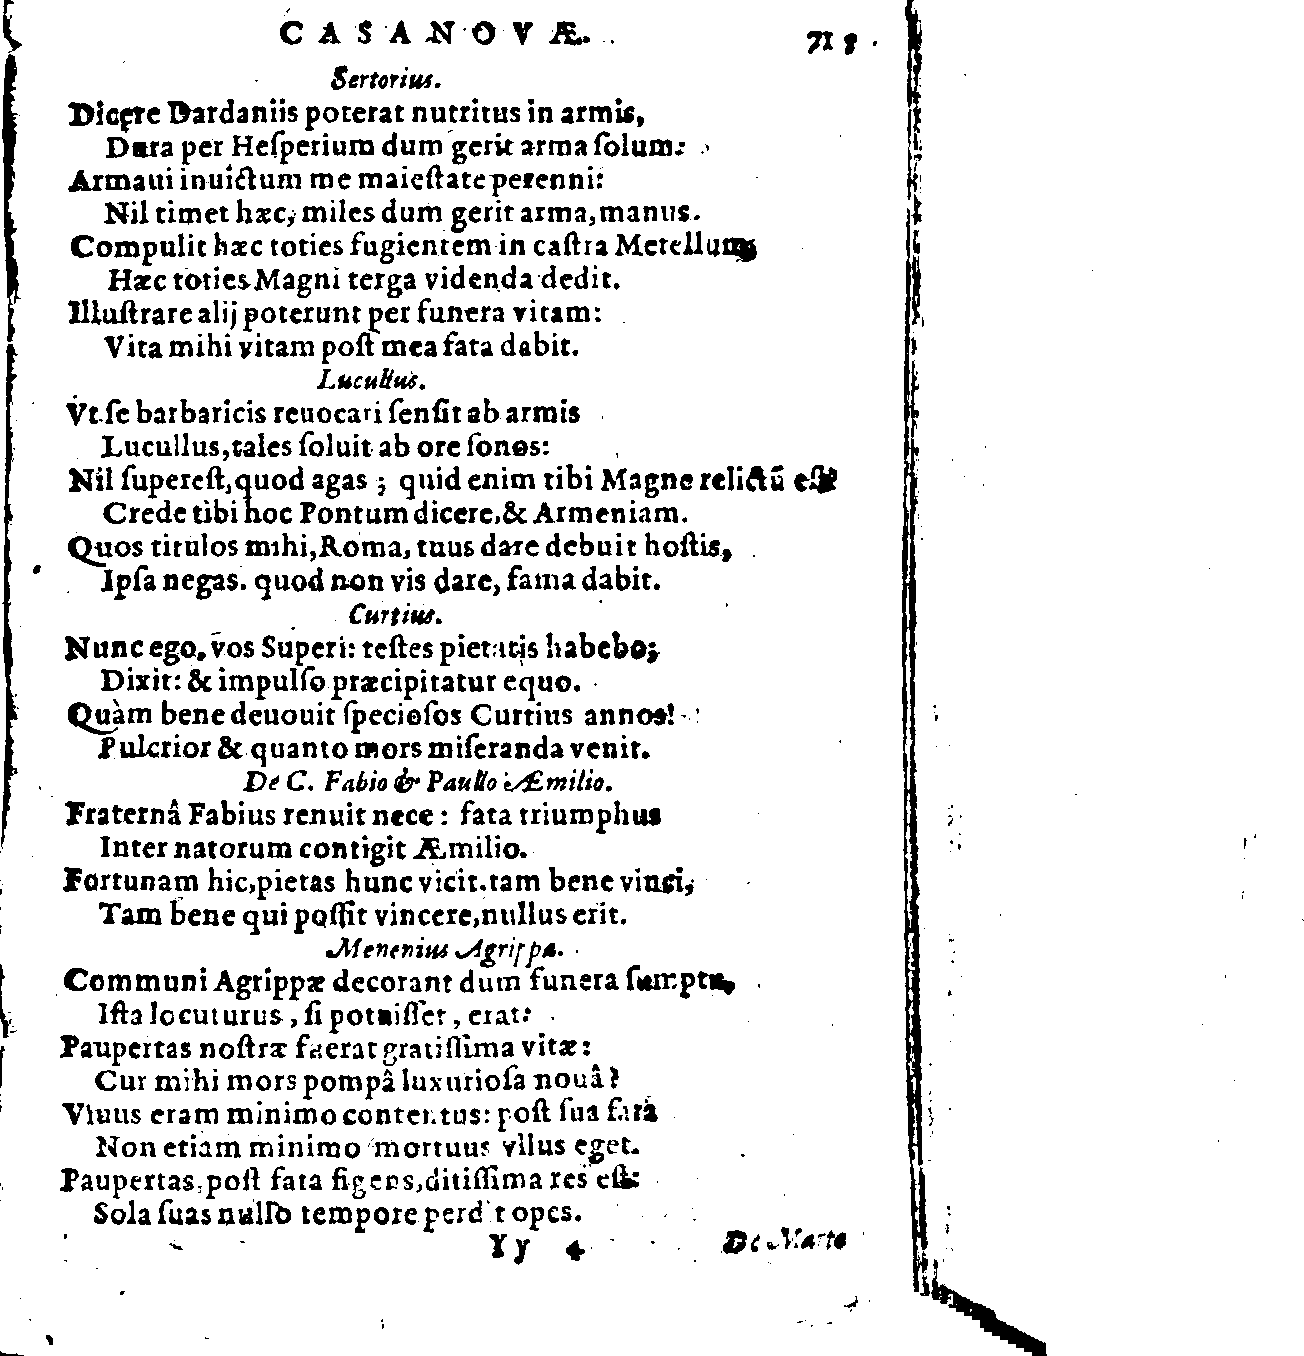 CASANOVÆ.
Sertorius.
Dicere Dardaniis poterat nutritus in armis,
Dura per Heſperium dum gerit arma ſolum:
Armaui inuictum me maieſtate perenni:
Nil timet hæc, miles dum gerit arma, manus.
Compulit hæc toties fugientem in caſtra Metellum,
Hæc toties Magni terga videnda dedit.
Illuſtrare alij poterunt per funera vitam:
Vita mihi vitam poſt mea fata dabit.
Lucullus.
Vt ſe barbaricis reuocari ſenſit ab armis
Lucullus, tales ſoluit ab ore ſonos:
Nil ſupereſt, quod agas ; quid enim tibi Magne relictū eſt?
Crede tibi hoc Pontum dicere, & Armeniam.
Quos titulos mihi, Roma, tuus dare debuit hoſtis,
Ipſa negas. quod non vis dare, fama dabit.
Curtius.
Nunc ego, vos Superi: teſtes pietatis habebo;
Dixit: & impulſo præcipitatur equo.
Quàm bene deuouit ſpecioſos Curtius annos!
Pulcrior & quanto mors miſeranda venit.
De C. Fabio & Paullo Æmilio.
Fraternâ Fabius renuit nece : fata triumphus
Inter natorum contigit Æmilio.
Fortunam hic, pietas hunc vicit. tam bene vinci,
Tam bene qui poſſit vincere, nullus erit.
Menenius Agrippa.
Communi Agrippæ decorant dum funera ſumptu,
Iſta locuturus, ſi potuiſſet, erat:
Paupertas noſtræ fuerat gratiſſima vitæ:
Cur mihi mors pompâ luxurioſa nouâ?
Viuus eram minimo contentus: poſt ſua fata
Non etiam minimo mortuus vllus eget.
Paupertas, poſt fata figens, ditiſſima res eſt:
Sola ſuas nullo tempore perdit opes.
Yy 4
De Marte